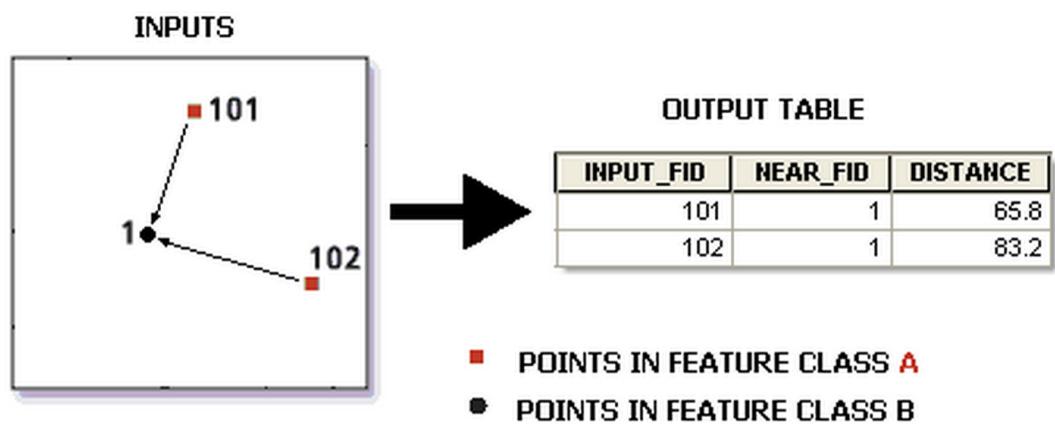 INPUTS
101
1
102
OUTPUT TABLE
INPUT_FID NEAR_FID DISTANCE
101 1 65.8
102 1 83.2
POINTS IN FEATURE CLASS A
POINTS IN FEATURE CLASS B